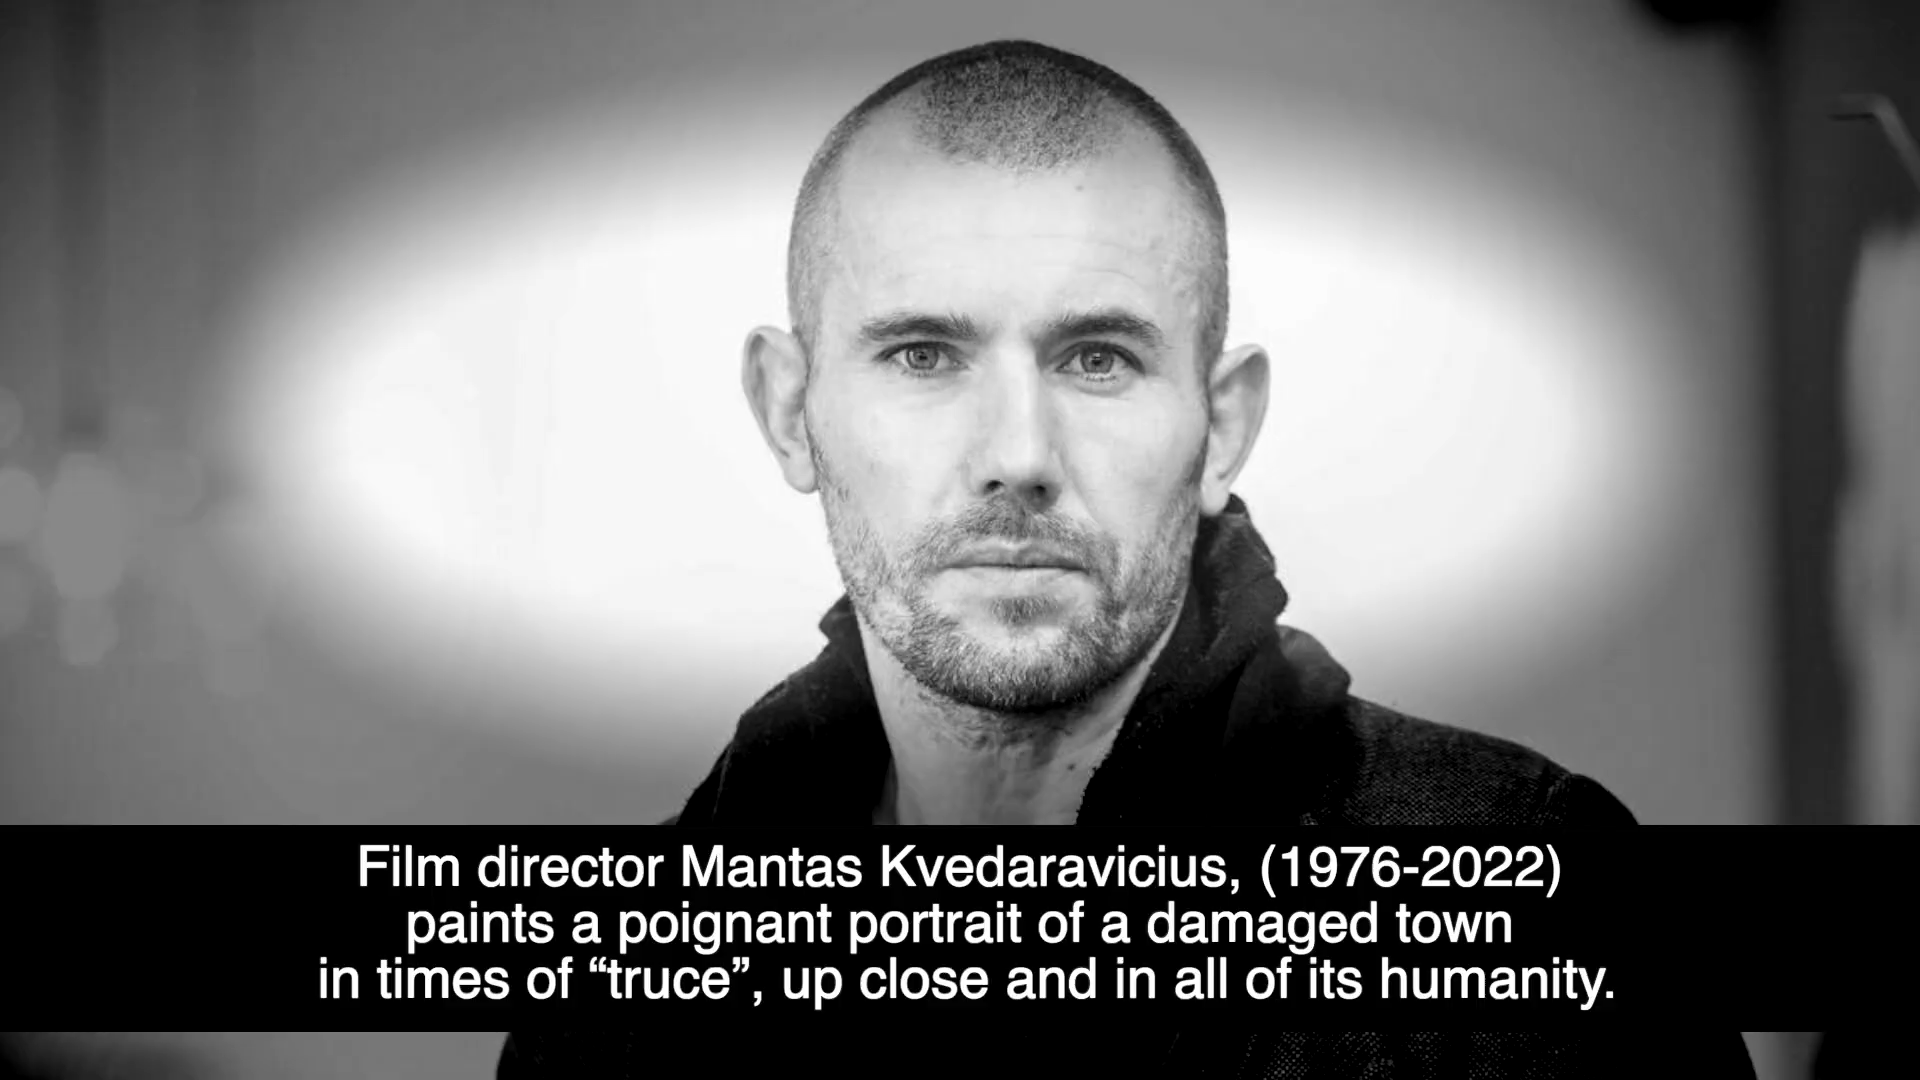 Film director Mantas Kvedaravicius, (1976-2022)
paints a poignant portrait of a damaged town
in times of “truce”, up close and in all of its humanity.